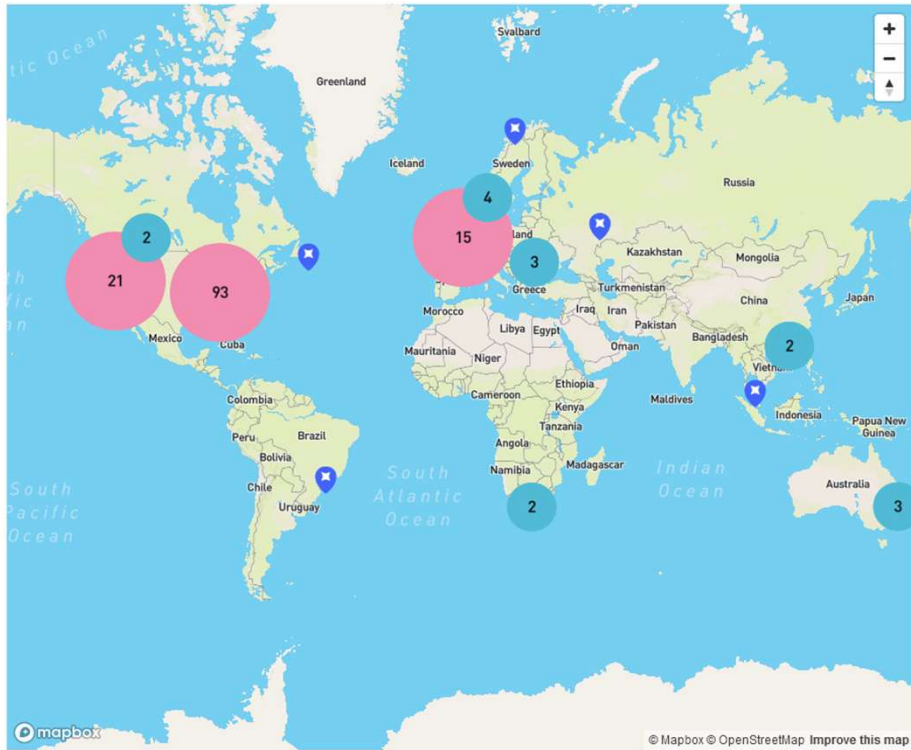 Svalbard
tic Ocean
Greenland
Iceland
Sweden
Russia
4
2
15
land
3
Kazakhstan
Mongolia
21
93
Greece
Turkmenistan
China
Japan
Morocco
Iraq
Iran
Pakistan
Libya
Egypt
Mexico
Cuba
Bangladesh
2
Mauritania
Niger
Oman
Vietn
Colombia
Cameroon
Ethiopia
Kenya
Maldives
Indonesia
Papua New
Guinea
Peru
Brazil
Tanzania
Angola
Bolivia
Namibia
Madagascar
Chile
Uruguay
South
Pacific
Ocean
South
Atlantic
Ocean
Indian
Ocean
Australia
2
3
mapbox
© Mapbox © OpenStreetMap Improve this map